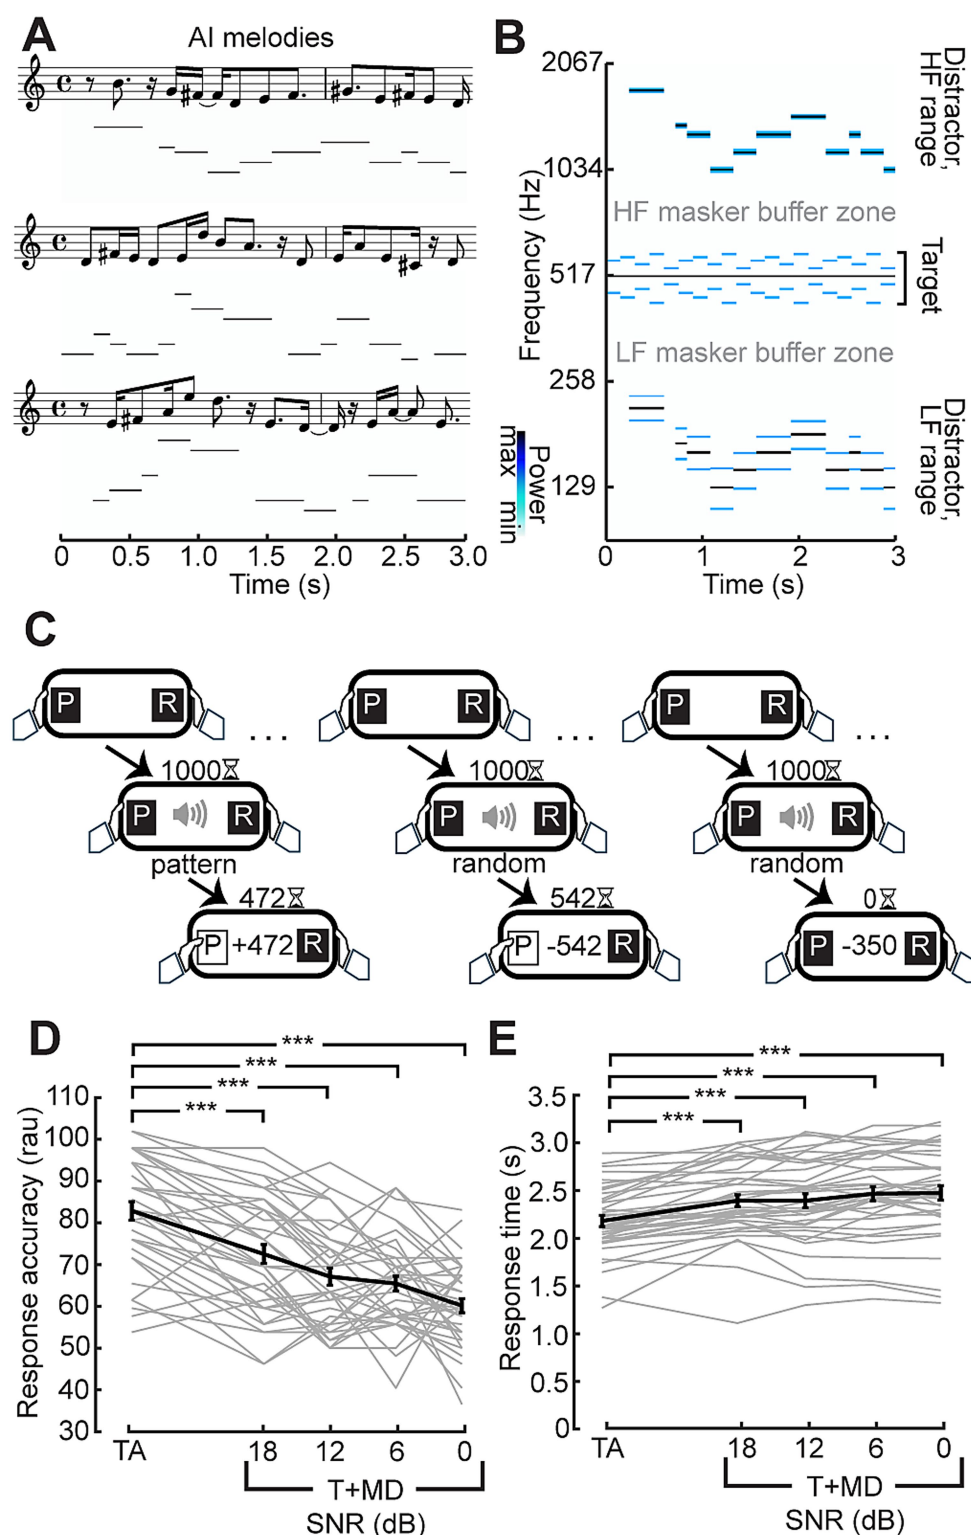 A
AI melodies
0
0.5
1.0
1.5
2.0
2.5
3.0
Time (s)
max
min
Power
B
2067
1034
517
258
129
Frequency (Hz)
Distractor,
HF range
HF masker buffer zone
Target
LF masker buffer zone
Distractor,
LF range
0
1
2
3
Time (s)
C
P R
...
P R
...
P R
...
1000
1000
1000
P R
P R
P R
pattern
random
random
472
542
0
P +472 R
P -542 R
P -350 R
D
***
***
***
***
110
100
90
80
70
60
50
40
30
Response accuracy (rau)
TA
18
12
6
0
T+MD
SNR (dB)
E
***
***
***
***
3.5
3.0
2.5
2.0
1.5
1.0
0.5
0
Response time (s)
TA
18
12
6
0
T+MD
SNR (dB)